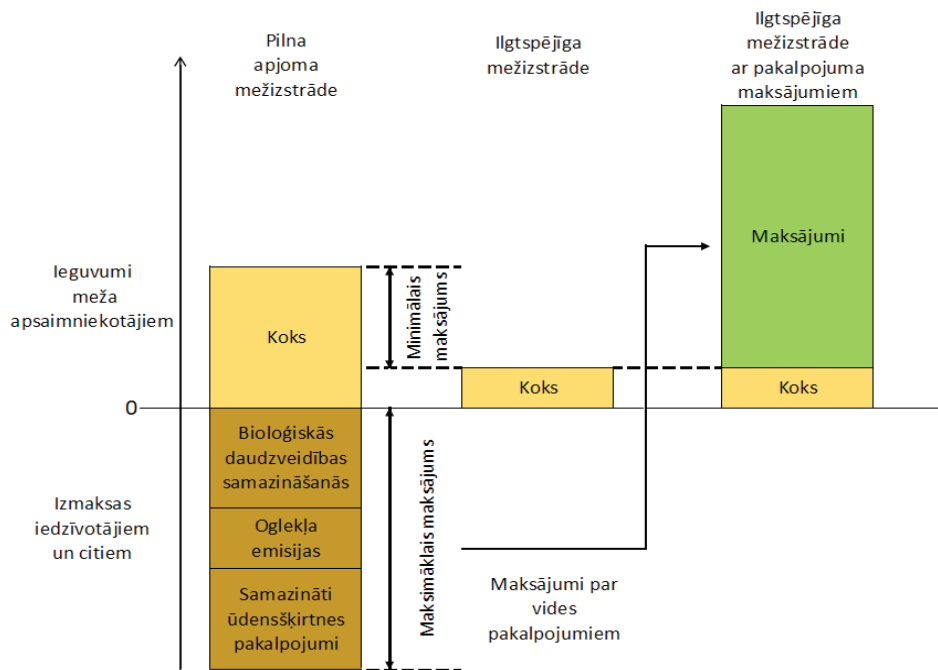 Pilna
apjoma
mežizstrāde
Ilgtspējīga
mežizstrāde
Ilgtspējīga
mežizstrāde
ar pakalpojuma
maksājumiem
Ieguvumi
meža
apsaimniekotājiem
Koks
Minimālais
maksājums
Koks
Maksājumi
Koks
0
Izmaksas
iedzīvotājiem
un citiem
Bioloģiskās
daudzveidības
samazināšanās
Oglekļa
emisijas
Samazināti
ūdensšķirtnes
pakalpojumi
Maksimāklais maksājums
Maksājumi par
vides
pakalpojumiem